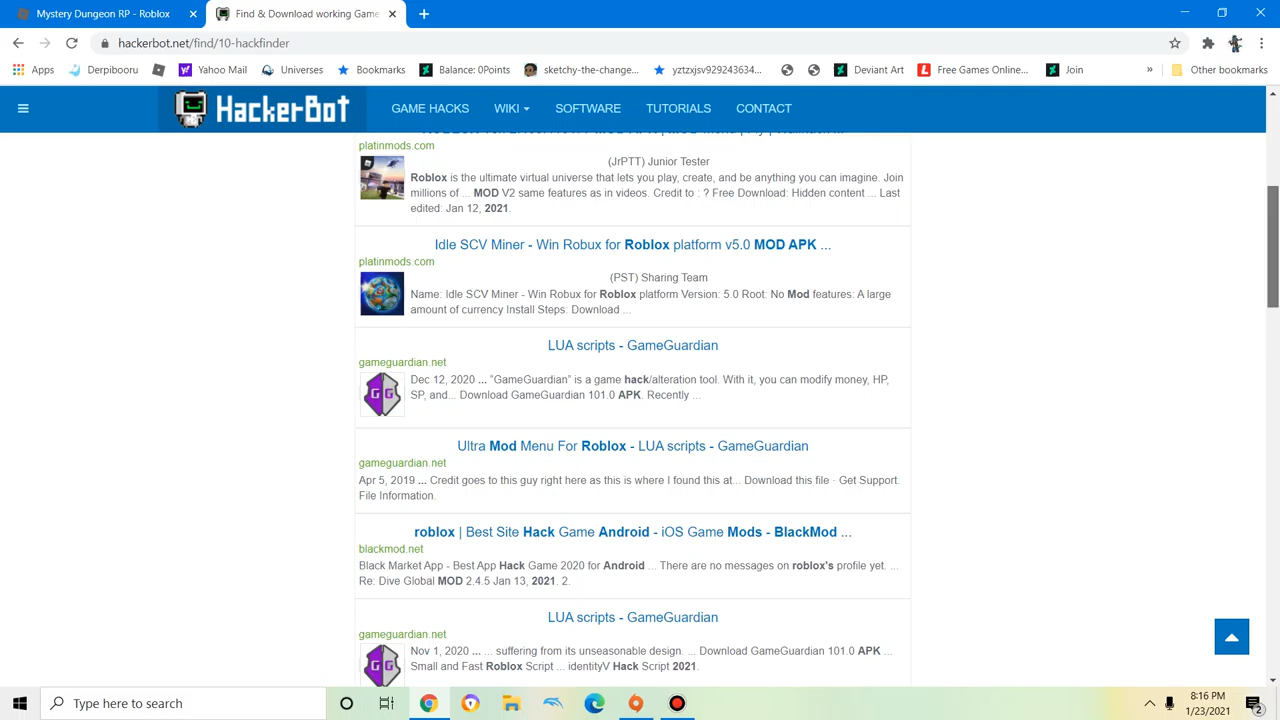 Mystery Dungeon RP - Roblox
Find & Download working Game
hackerbot.net/find/10-hackfinder
Apps
Derpibooru
Yahoo Mail
Universes
Bookmarks
Balance: 0Points
sketchy-the-change...
yztzxjsv929243634...
Deviant Art
Free Games Online...
Join
»
Other bookmarks
HackerBot
GAME HACKS
WIKI
SOFTWARE
TUTORIALS
CONTACT
platinmods.com
(JrPTT) Junior Tester
Roblox is the ultimate virtual universe that lets you play, create, and be anything you can imagine. Join
millions of ... MOD V2 same features as in videos. Credit to : ? Free Download: Hidden content ... Last
edited: Jan 12, 2021.
Idle SCV Miner - Win Robux for Roblox platform v5.0 MOD APK ...
platinmods.com
(PST) Sharing Team
Name: Idle SCV Miner - Win Robux for Roblox platform Version: 5.0 Root: No Mod features: A large
amount of currency Install Steps: Download ...
LUA scripts - GameGuardian
gameguardian.net
Dec 12, 2020 ... "GameGuardian" is a game hack/alteration tool. With it, you can modify money, HP,
SP, and... Download GameGuardian 101.0 APK. Recently ...
G G
Ultra Mod Menu For Roblox - LUA scripts - GameGuardian
gameguardian.net
Apr 5, 2019 ... Credit goes to this guy right here as this is where I found this at... Download this file · Get Support.
File Information.
roblox | Best Site Hack Game Android - iOS Game Mods - BlackMod ...
blackmod.net
Black Market App - Best App Hack Game 2020 for Android ... There are no messages on roblox's profile yet. ...
Re: Dive Global MOD 2.4.5 Jan 13, 2021. 2.
LUA scripts - GameGuardian
gameguardian.net
Nov 1, 2020 ... ... suffering from its unseasonable design. ... Download GameGuardian 101.0 APK ...
Small and Fast Roblox Script ... identityV Hack Script 2021.
G G
Type here to search
8:16 PM
1/23/2021
2